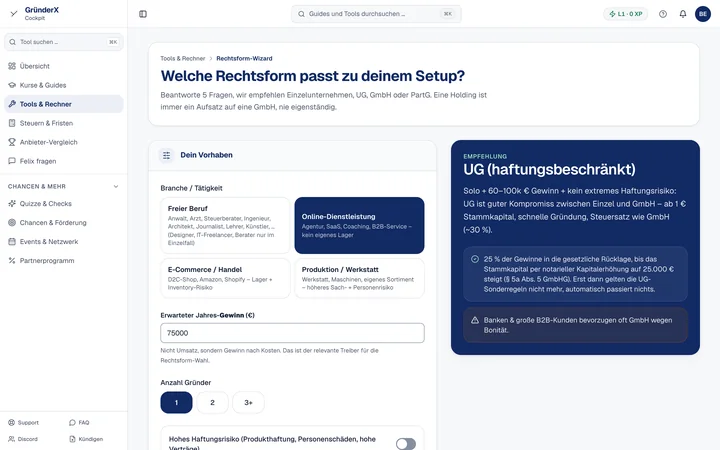 GründerX
Cockpit
Tool suchen ...
⌘K
Übersicht
Kurse & Guides
Tools & Rechner
Steuern & Fristen
Anbieter-Vergleich
Felix fragen
CHANCEN & MEHR
Quizze & Checks
Chancen & Förderung
Events & Netzwerk
Partnerprogramm
Support
FAQ
Discord
Kündigen
Guides und Tools durchsuchen ...
⌘K
L1 · 0 XP
BE
Tools & Rechner > Rechtsform-Wizard
Welche Rechtsform passt zu deinem Setup?
Beantworte 5 Fragen, wir empfehlen Einzelunternehmen, UG, GmbH oder PartG. Eine Holding ist
immer ein Aufsatz auf eine GmbH, nie eigenständig.
Dein Vorhaben
Branche / Tätigkeit
Freier Beruf
Anwalt, Arzt, Steuerberater, Ingenieur,
Architekt, Journalist, Lehrer, Künstler, ...
(Designer, IT-Freelancer, Berater nur im
Einzelfall)
Online-Dienstleistung
Agentur, SaaS, Coaching, B2B-Service –
kein eigenes Lager
E-Commerce / Handel
D2C-Shop, Amazon, Shopify – Lager +
Inventory-Risiko
Produktion / Werkstatt
Werkstatt, Maschinen, eigenes Sortiment
– höheres Sach- + Personenrisiko
Erwarteter Jahres-Gewinn (€)
75000
Nicht Umsatz, sondern Gewinn nach Kosten. Das ist der relevante Treiber für die
Rechtsform-Wahl.
Anzahl Gründer
1
2
3+
Hohes Haftungsrisiko (Produkthaftung, Personenschäden, hohe
Verträge)
EMPFEHLUNG
UG (haftungsbeschränkt)
Solo + 60–100k € Gewinn + kein extremes Haftungsrisiko:
UG ist guter Kompromiss zwischen Einzel und GmbH – ab 1 €
Stammkapital, schnelle Gründung, Steuersatz wie GmbH
(~30 %).
25 % der Gewinne in die gesetzliche Rücklage, bis das
Stammkapital per notarieller Kapitalerhöhung auf 25.000 €
steigt (§ 5a Abs. 5 GmbHG). Erst dann gelten die UG-
Sonderregeln nicht mehr, automatisch passiert nichts.
Banken & große B2B-Kunden bevorzugen oft GmbH wegen
Bonität.